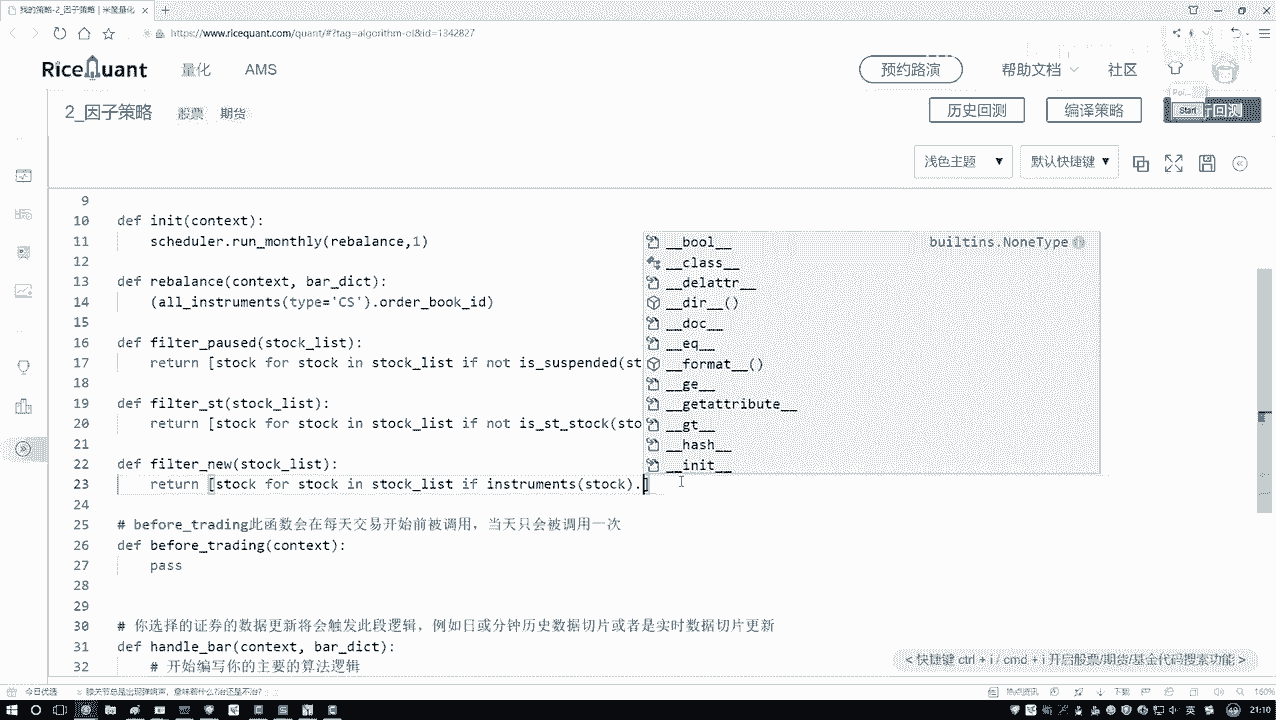 我的策略-2_因子策略 | 米筐量化
https://www.ricequant.com/quant/#?tag=algorithm-ol&id=1342827
RiceQuant 量化 AMS 预约路演 帮助文档 社区
2_因子策略 股票 期货 历史回测 编译策略 Start 回测
浅色主题 默认快捷键
9
10 def init(context):
11 scheduler.run_monthly(rebalance,1)
12
13 def rebalance(context, bar_dict):
14 (all_instruments(type='CS').order_book_id)
15
16 def filter_paused(stock_list):
17 return [stock for stock in stock_list if not is_suspended(st
18
19 def filter_st(stock_list):
20 return [stock for stock in stock_list if not is_st_stock(sto
21
22 def filter_new(stock_list):
23 return [stock for stock in stock_list if instruments(stock).]
24
25 # before_trading此函数会在每天交易开始前被调用，当天只会被调用一次
26 def before_trading(context):
27 pass
28
29
30 # 你选择的证券的数据更新将会触发此段逻辑，例如日或分钟历史数据切片或者是实时数据切片更新
31 def handle_bar(context, bar_dict):
32 # 开始编写你的主要的算法逻辑
__bool__ builtins.NoneType
__class__
__delattr__
__dir__()
__doc__
__eq__
__format__()
__ge__
__getattribute__
__gt__
__hash__
__init__
< 快捷键 ctrl + i / cmd + i 开启股票/期货/基金代码搜索功能 >
今日优选 热点资讯 下载 160%
英 21:10